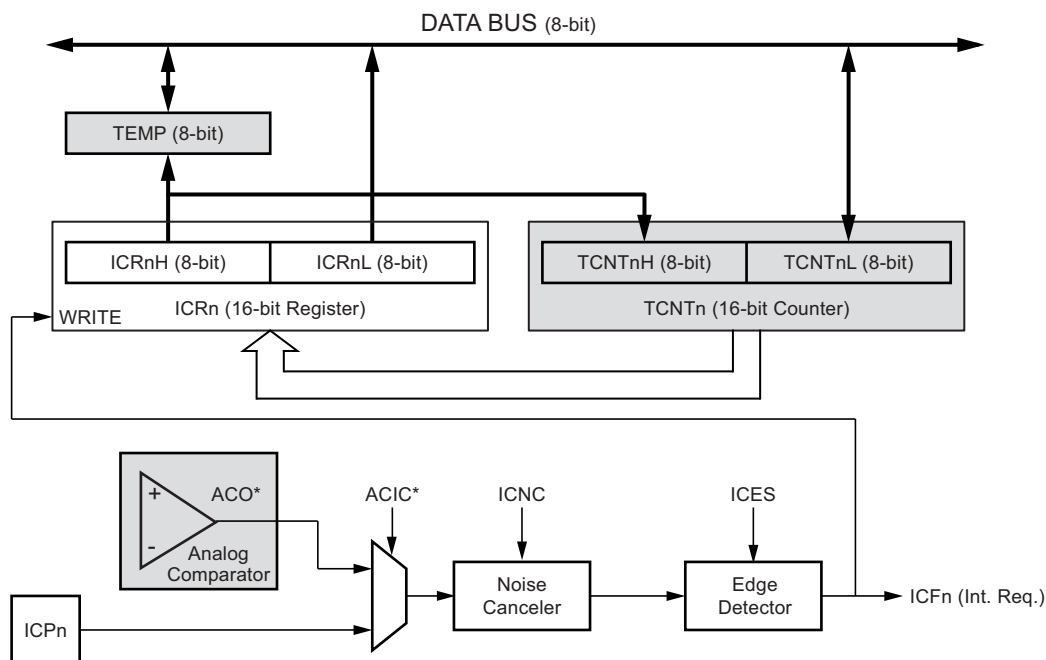 DATA BUS (8-bit)
TEMP (8-bit)
ICRnH (8-bit)
ICRnL (8-bit)
TCNTnH (8-bit)
TCNTnL (8-bit)
ICRn (16-bit Register)
TCNTn (16-bit Counter)
WRITE
+
-
ACO*
Analog
Comparator
ACIC*
ICNC
ICES
Noise
Canceler
Edge
Detector
ICFn (Int. Req.)
ICPn